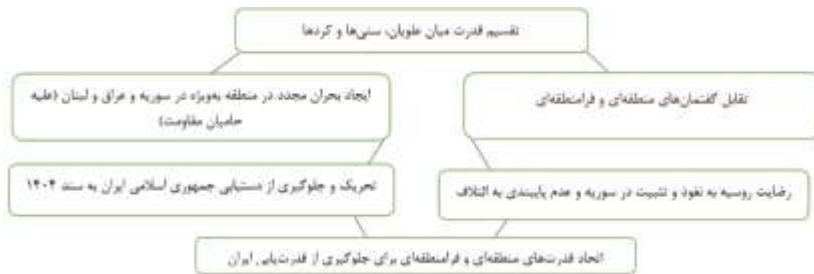 تقسیم قدرت میان علویان، سنی‌ها و کردها
تقابل گفتمان‌های منطقه‌ای و فرامنطقه‌ای
ایجاد بحران مجدد در منطقه به‌ویژه در سوریه و عراق و لبنان (علیه
حامیان مقاومت)
رضایت روسیه به نفوذ و تثبیت در سوریه و عدم پایبندی به ائتلاف
تحریک و جلوگیری از دستیابی جمهوری اسلامی ایران به سند ۱۴۰۴
اتحاد قدرت‌های منطقه‌ای و فرامنطقه‌ای برای جلوگیری از قدرت‌یابی ایران